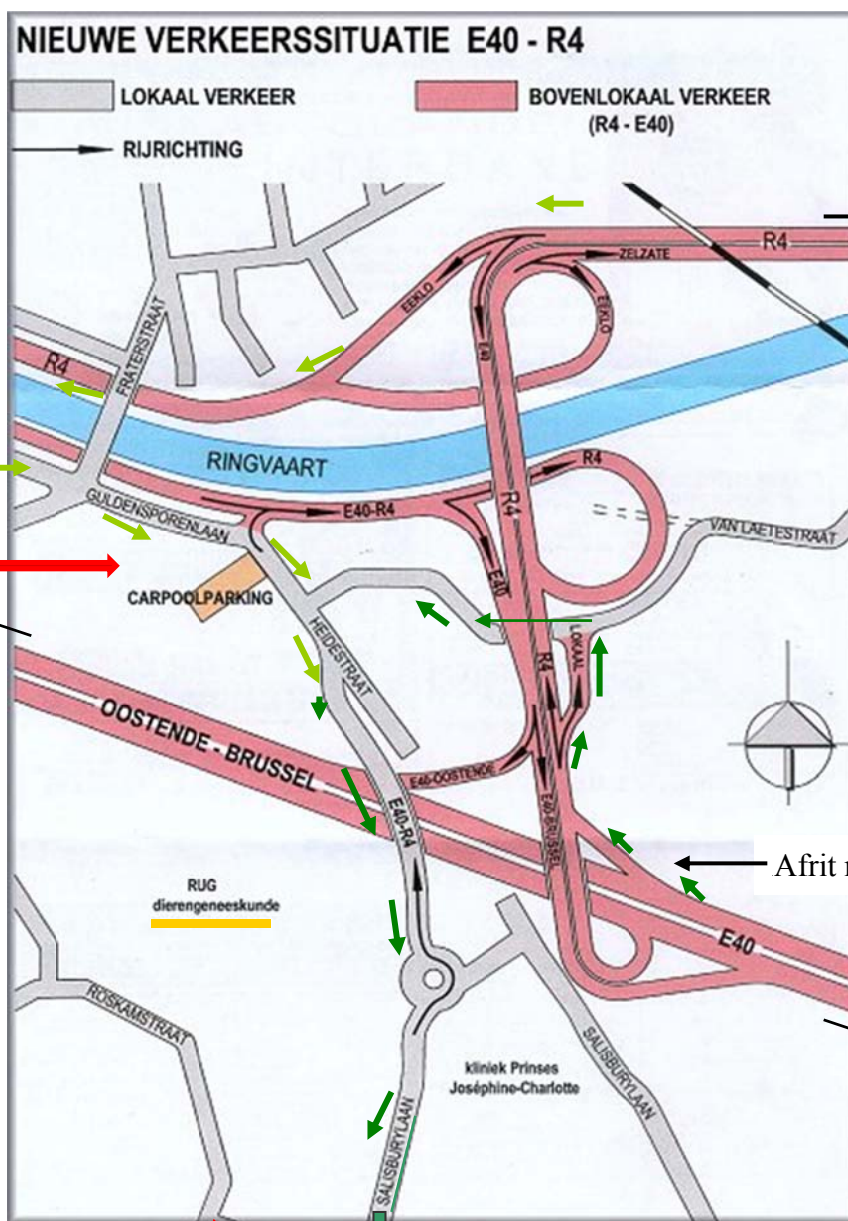 NIEUWE VERKEERSSITUATIE E40 - R4
LOKAAL VERKEER
BOVENLOKAAL VERKEER
(R4 - E40)
RIJRICHTING
R4
ZELZATE
EEKLO
EEKLO
E40
FRATERSTRAAT
R4
RINGVAART
R4
R4
GULDENSPORENLAAN
E40-R4
VAN LAETESTRAAT
E40
CARPOOLPARKING
HEIDESTRAAT
LOKAAL
R4
OOSTENDE - BRUSSEL
E40-OOSTENDE
E40-R4
E40-BRUSSEL
Afrit
RUG
dierengeneeskunde
E40
ROSKAMSTRAAT
SALISBURYLAAN
kliniek Prinses
Joséphine-Charlotte
SALISBURYLAAN